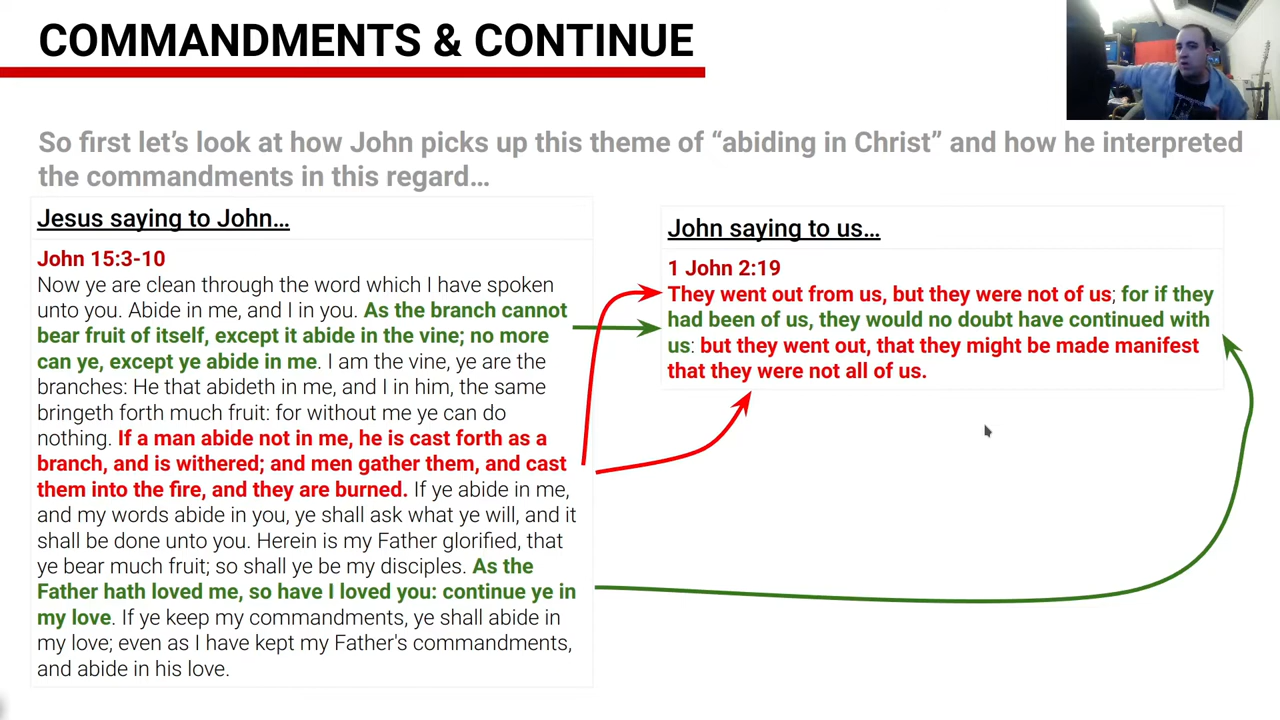 COMMANDMENTS & CONTINUE
So first let’s look at how John picks up this theme of “abiding in Christ” and how he interpreted
the commandments in this regard…
Jesus saying to John…
John 15:3-10
Now ye are clean through the word which I have spoken
unto you. Abide in me, and I in you. As the branch cannot
bear fruit of itself, except it abide in the vine; no more
can ye, except ye abide in me. I am the vine, ye are the
branches: He that abideth in me, and I in him, the same
bringeth forth much fruit: for without me ye can do
nothing. If a man abide not in me, he is cast forth as a
branch, and is withered; and men gather them, and cast
them into the fire, and they are burned. If ye abide in me,
and my words abide in you, ye shall ask what ye will, and it
shall be done unto you. Herein is my Father glorified, that
ye bear much fruit; so shall ye be my disciples. As the
Father hath loved me, so have I loved you: continue ye in
my love. If ye keep my commandments, ye shall abide in
my love; even as I have kept my Father's commandments,
and abide in his love.
John saying to us…
1 John 2:19
They went out from us, but they were not of us; for if they
had been of us, they would no doubt have continued with
us: but they went out, that they might be made manifest
that they were not all of us.